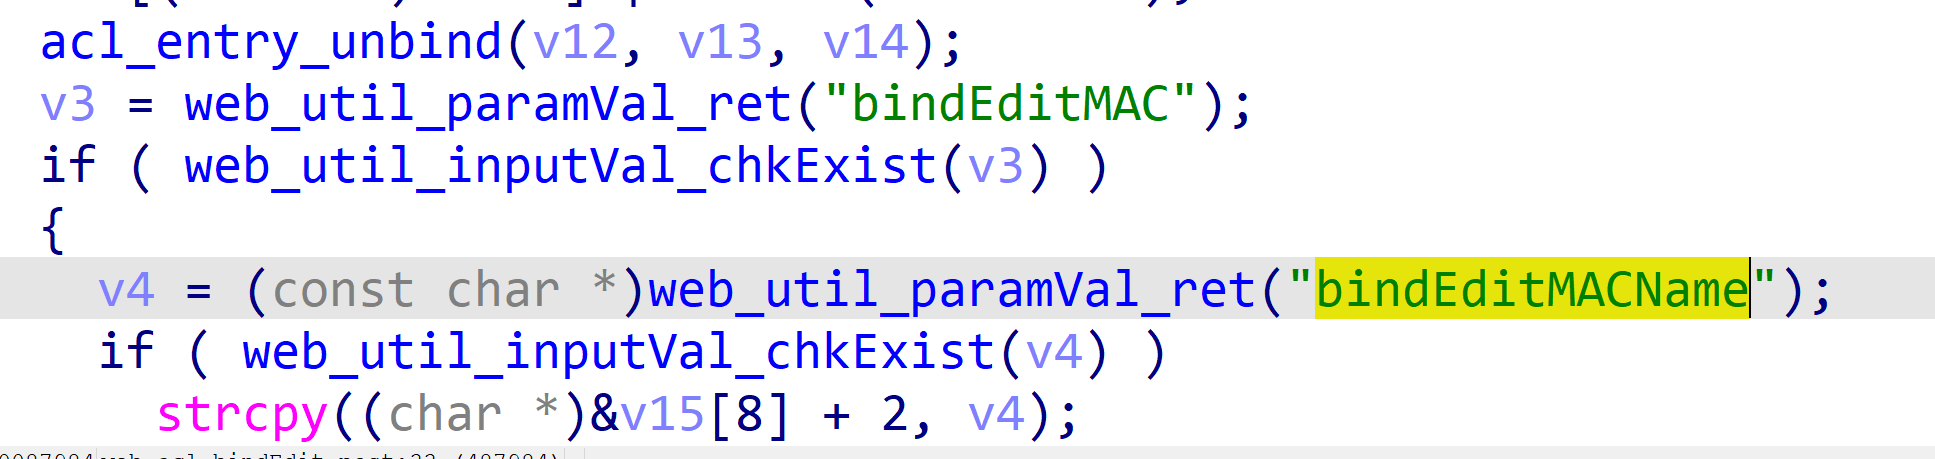 acl_entry_unbind(v12, v13, v14);
v3 = web_util_paramVal_ret("bindEditMAC");
if ( web_util_inputVal_chkExist(v3) )
{
v4 = (const char *)web_util_paramVal_ret("bindEditMACName");
if ( web_util_inputVal_chkExist(v4) )
strcpy((char *)&v15[8] + 2, v4);